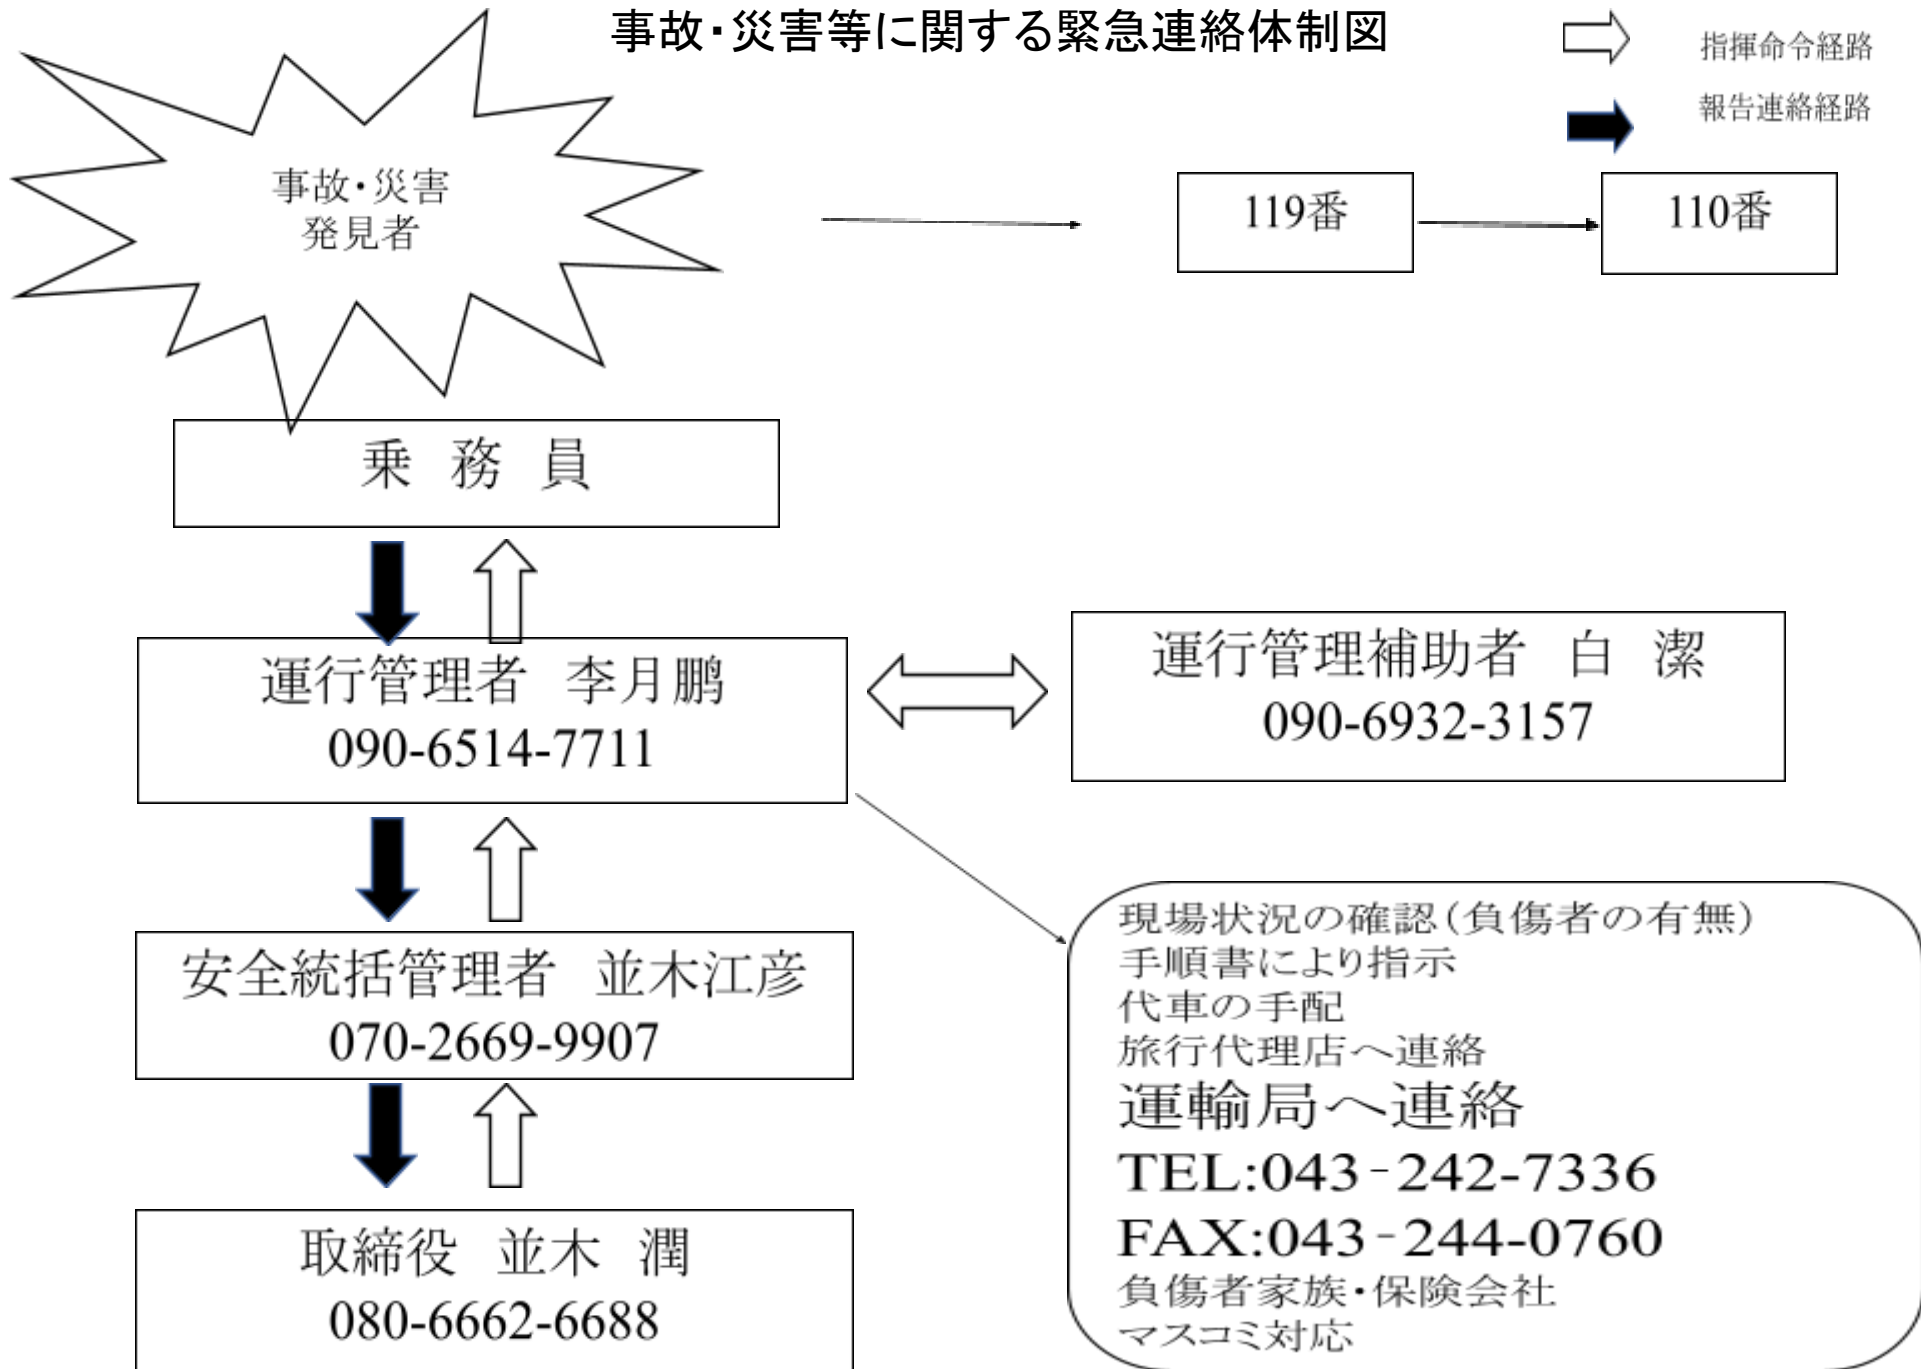 事故・災害等に関する緊急連絡体制図
指揮命令経路
報告連絡経路
事故・災害
発見者
119番
110番
乗 務 員
運行管理者 李月鹏
090-6514-7711
運行管理補助者 白 潔
090-6932-3157
安全統括管理者 並木江彦
070-2669-9907
取締役 並木 潤
080-6662-6688
現場状況の確認(負傷者の有無)
手順書により指示
代車の手配
旅行代理店へ連絡
運輸局へ連絡
TEL:043-242-7336
FAX:043-244-0760
負傷者家族・保険会社
マスコミ対応